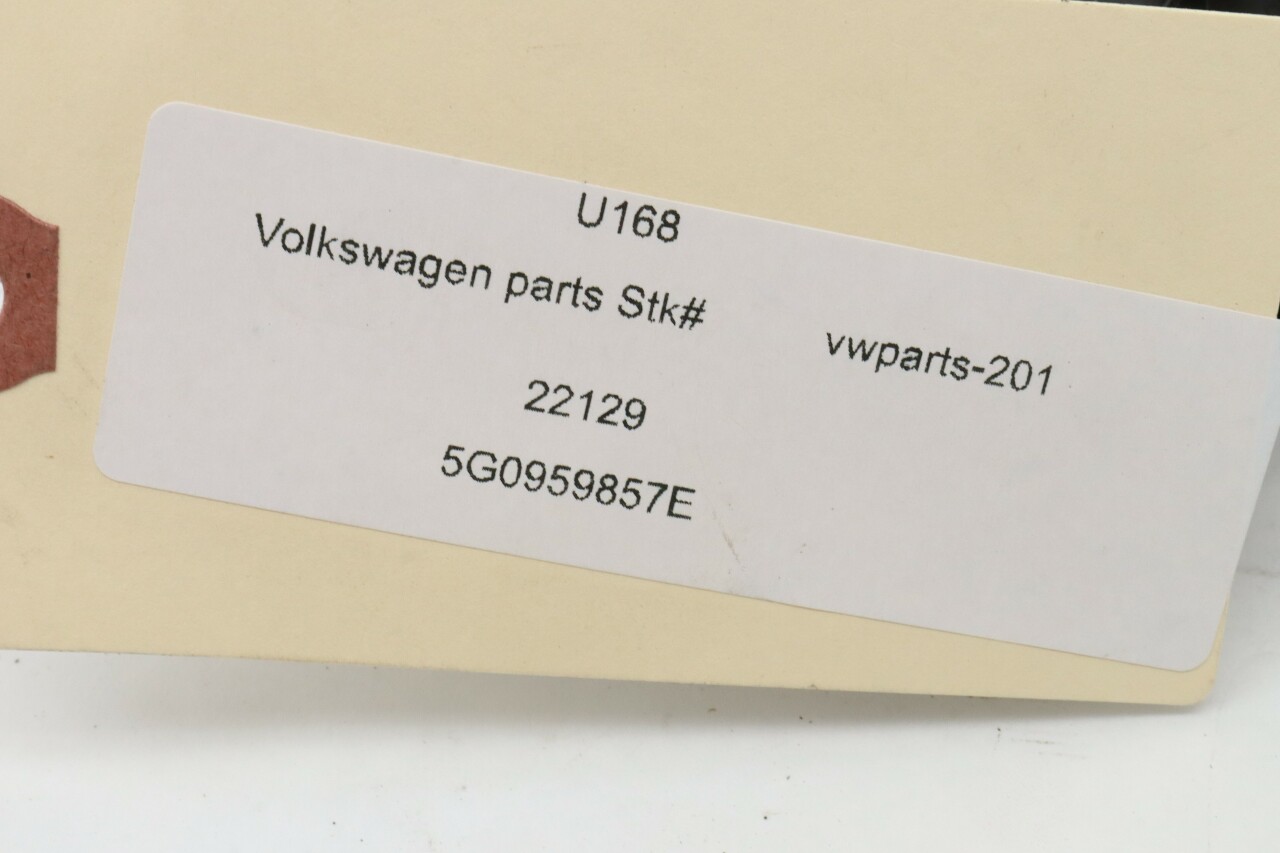 U168
Volkswagen parts Stk# vwparts-201
22129
5G0959857E